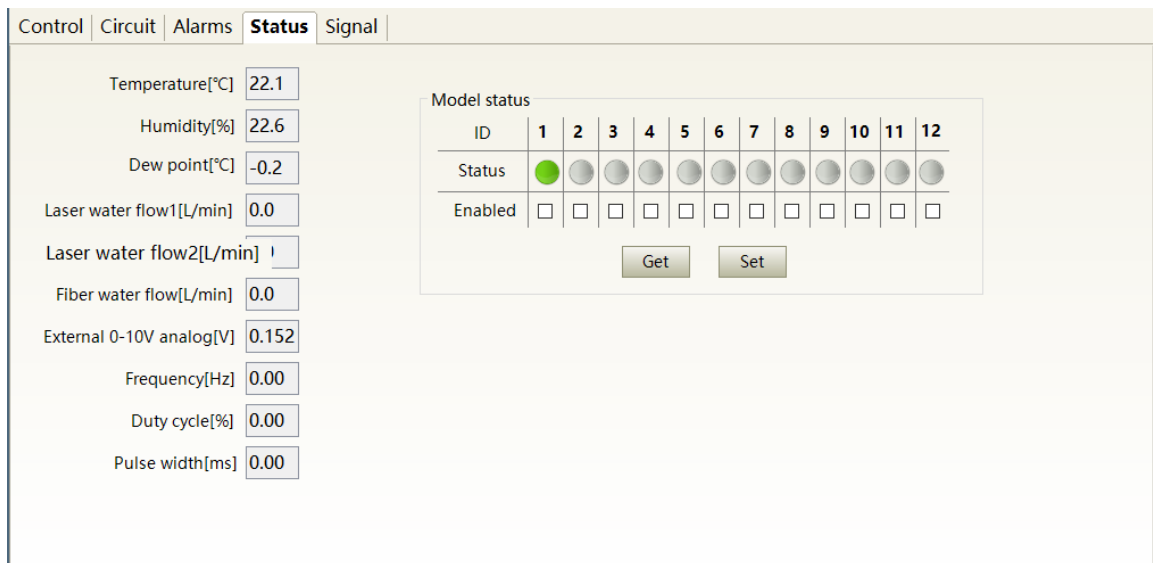 Control Circuit Alarms Status Signal
Temperature[℃] 22.1
Humidity[%] 22.6
Dew point[℃] -0.2
Laser water flow1[L/min] 0.0
Laser water flow2[L/min]
Fiber water flow[L/min] 0.0
External 0-10V analog[V] 0.152
Frequency[Hz] 0.00
Duty cycle[%] 0.00
Pulse width[ms] 0.00
Model status
ID 1 2 3 4 5 6 7 8 9 10 11 12
Status
Enabled
Get Set